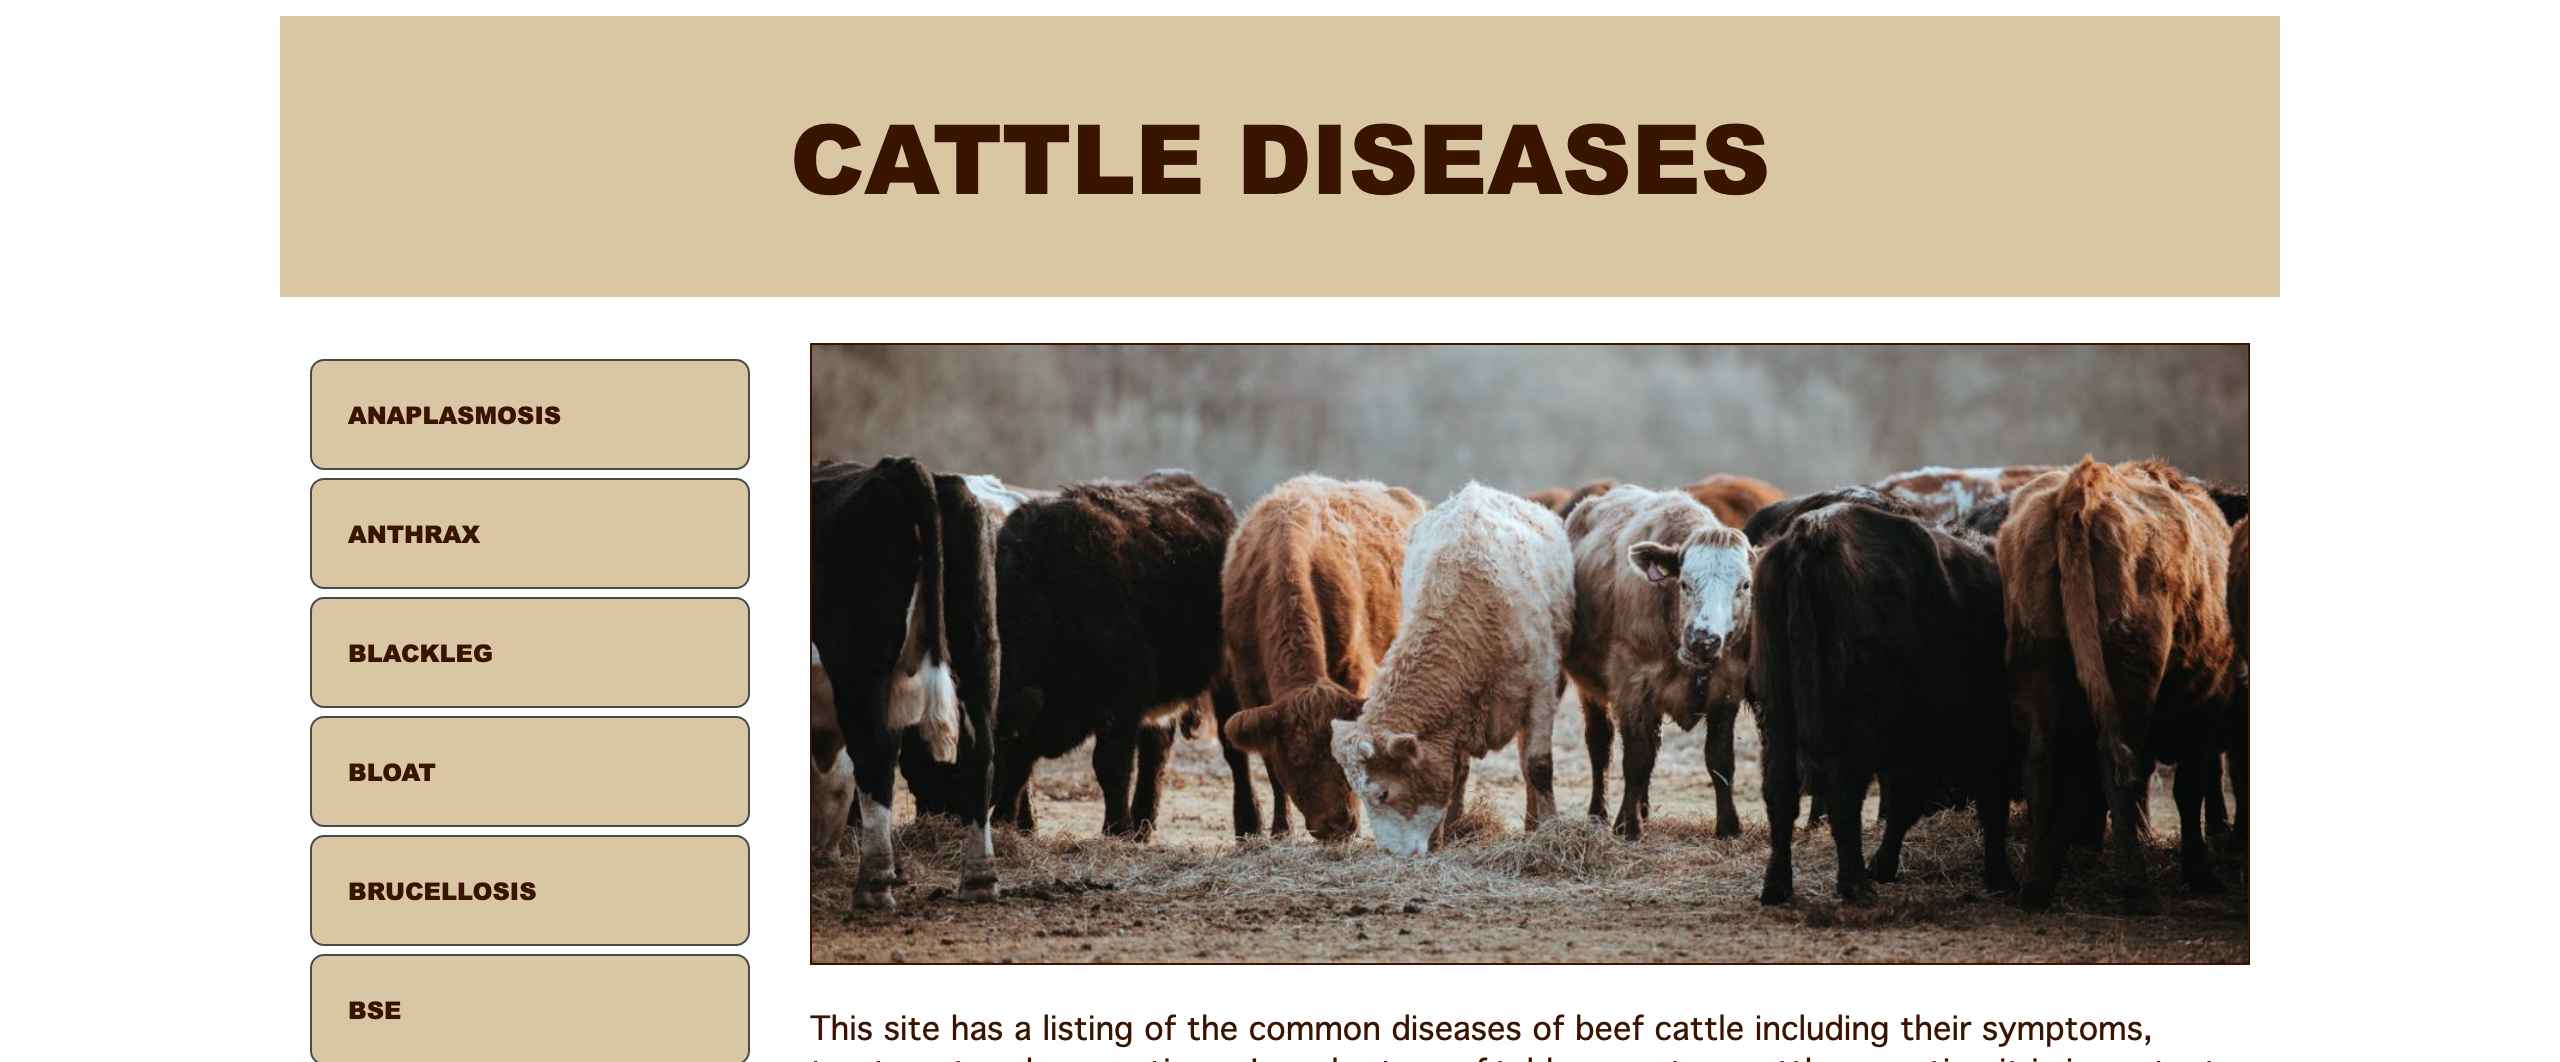 CATTLE DISEASES
ANAPLASMOSIS
ANTHRAX
BLACKLEG
BLOAT
BRUCELLOSIS
BSE
This site has a listing of the common diseases of beef cattle including their symptoms,